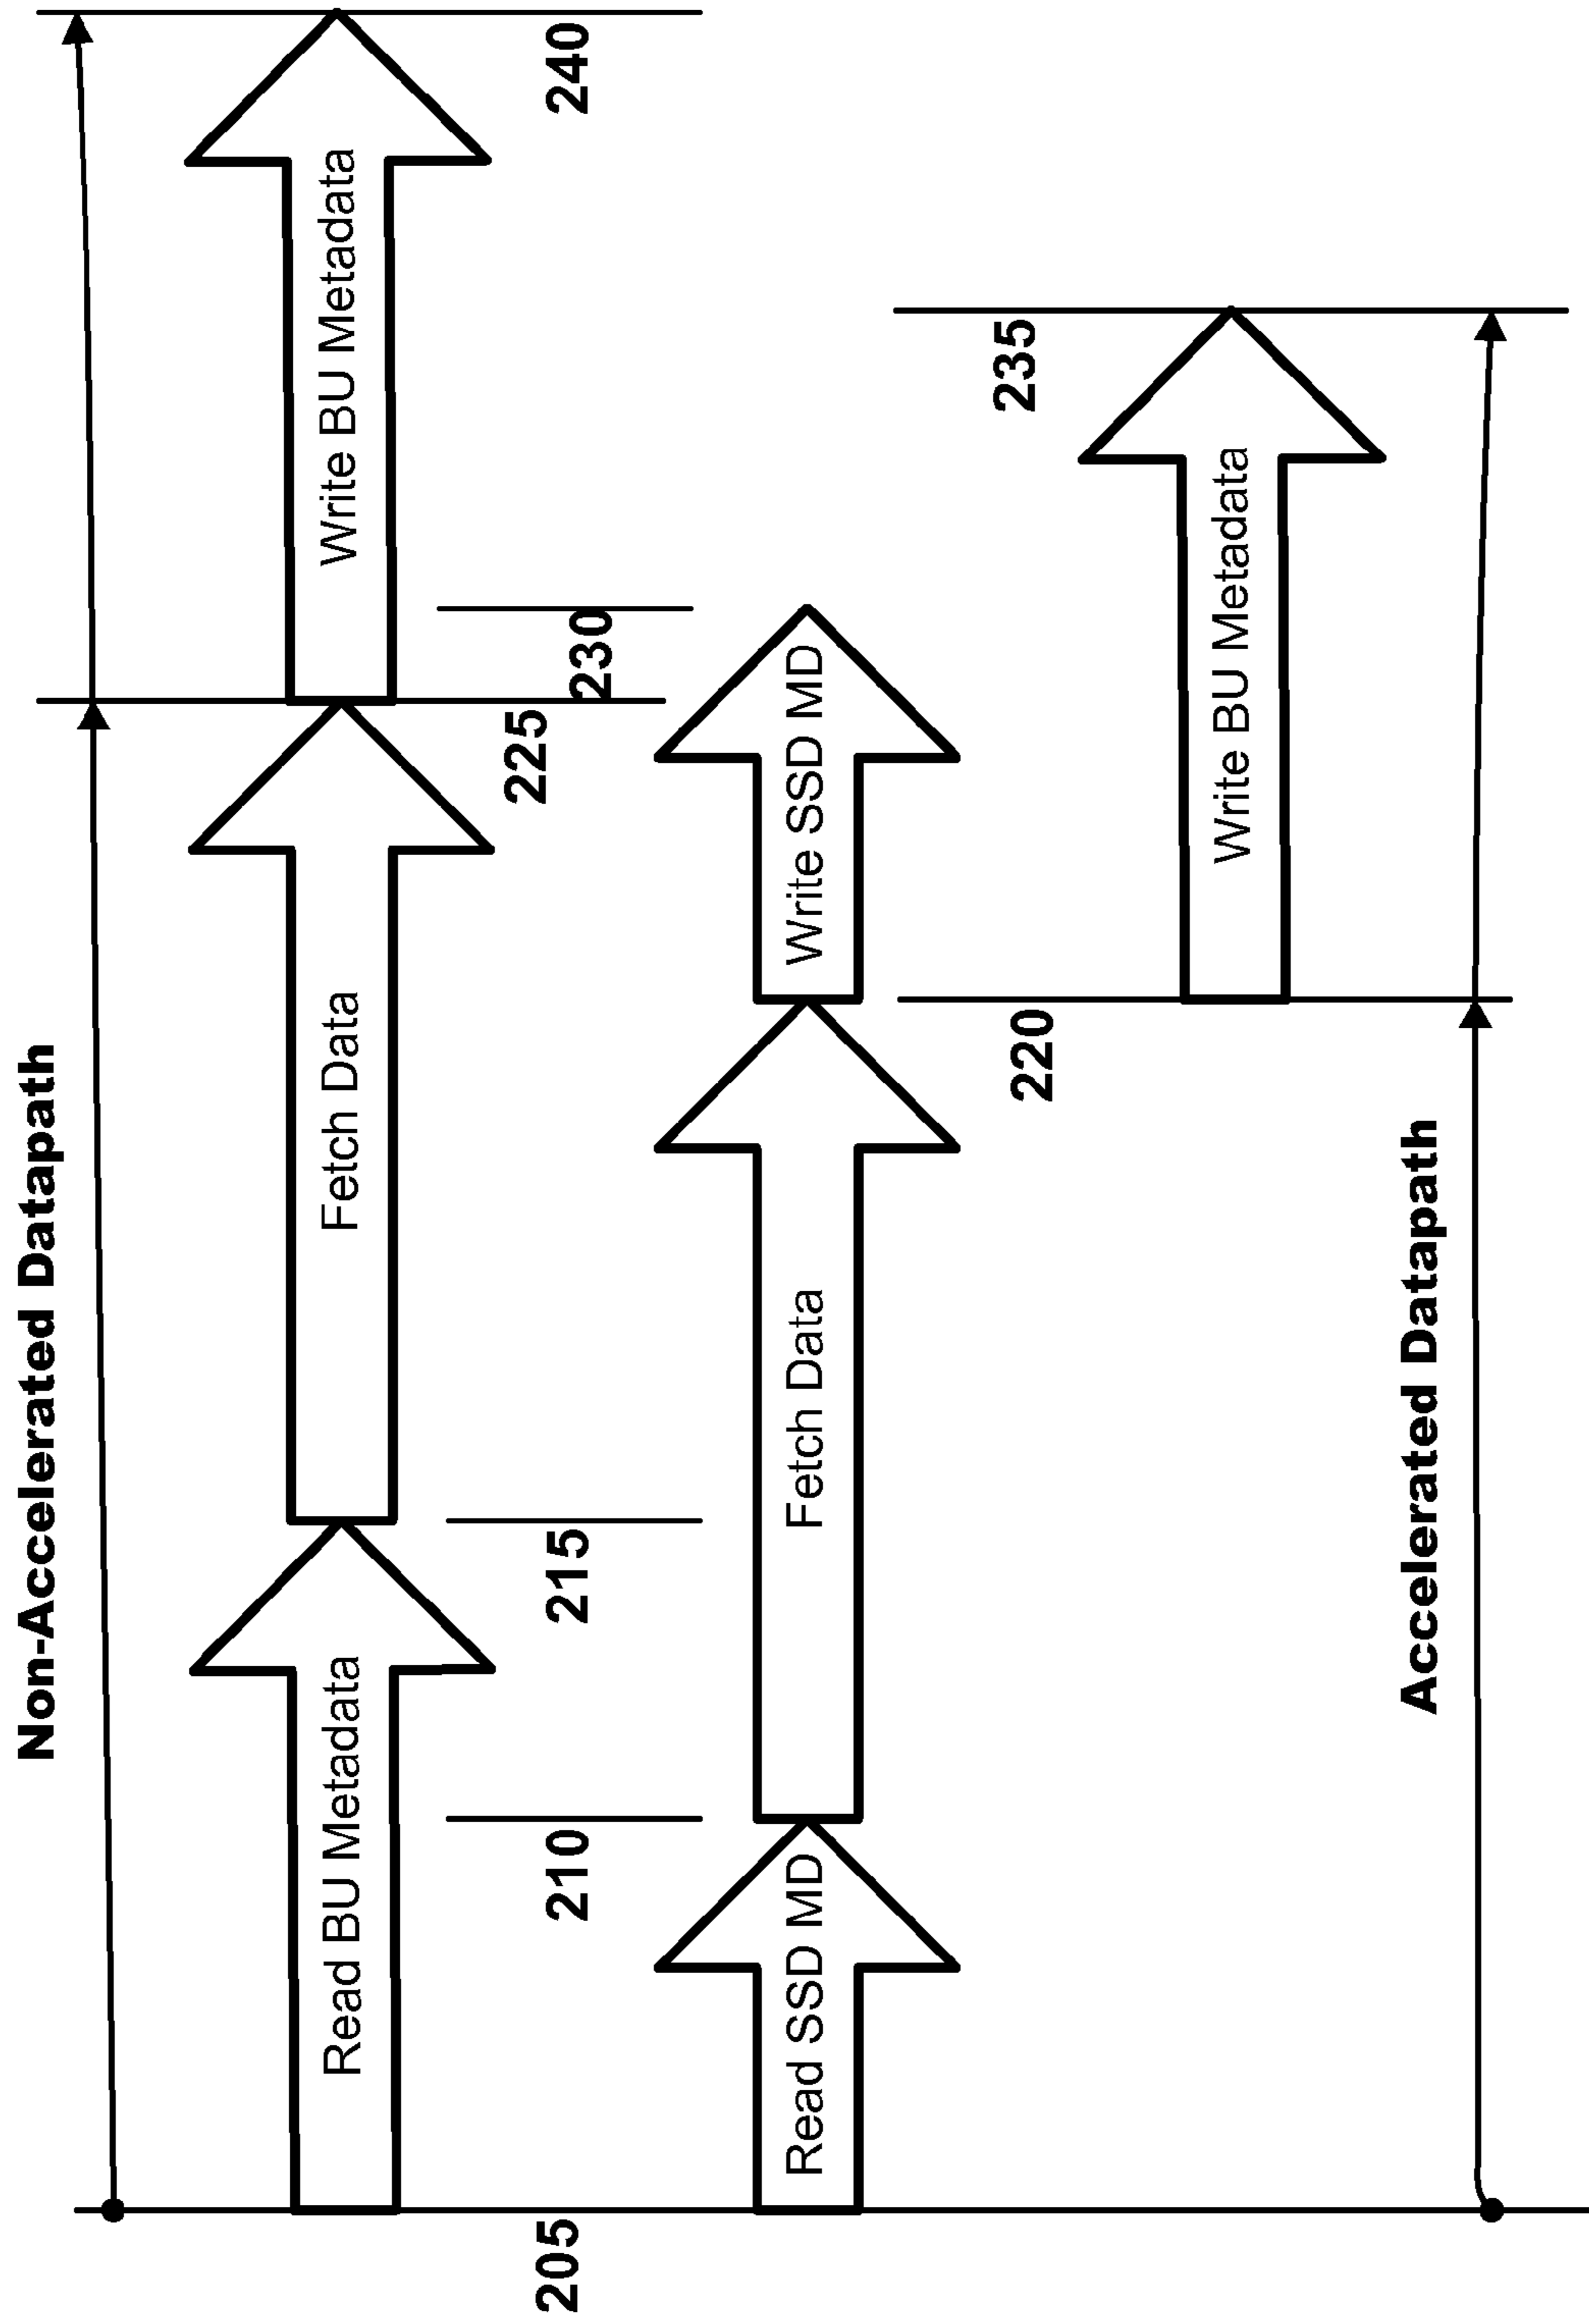 Non-Accelerated Datapath
Read BU Metadata
Fetch Data
Write BU Metadata
205
210
215
225
230
240
Read SSD MD
Fetch Data
Write SSD MD
220
235
Write BU Metadata
Accelerated Datapath